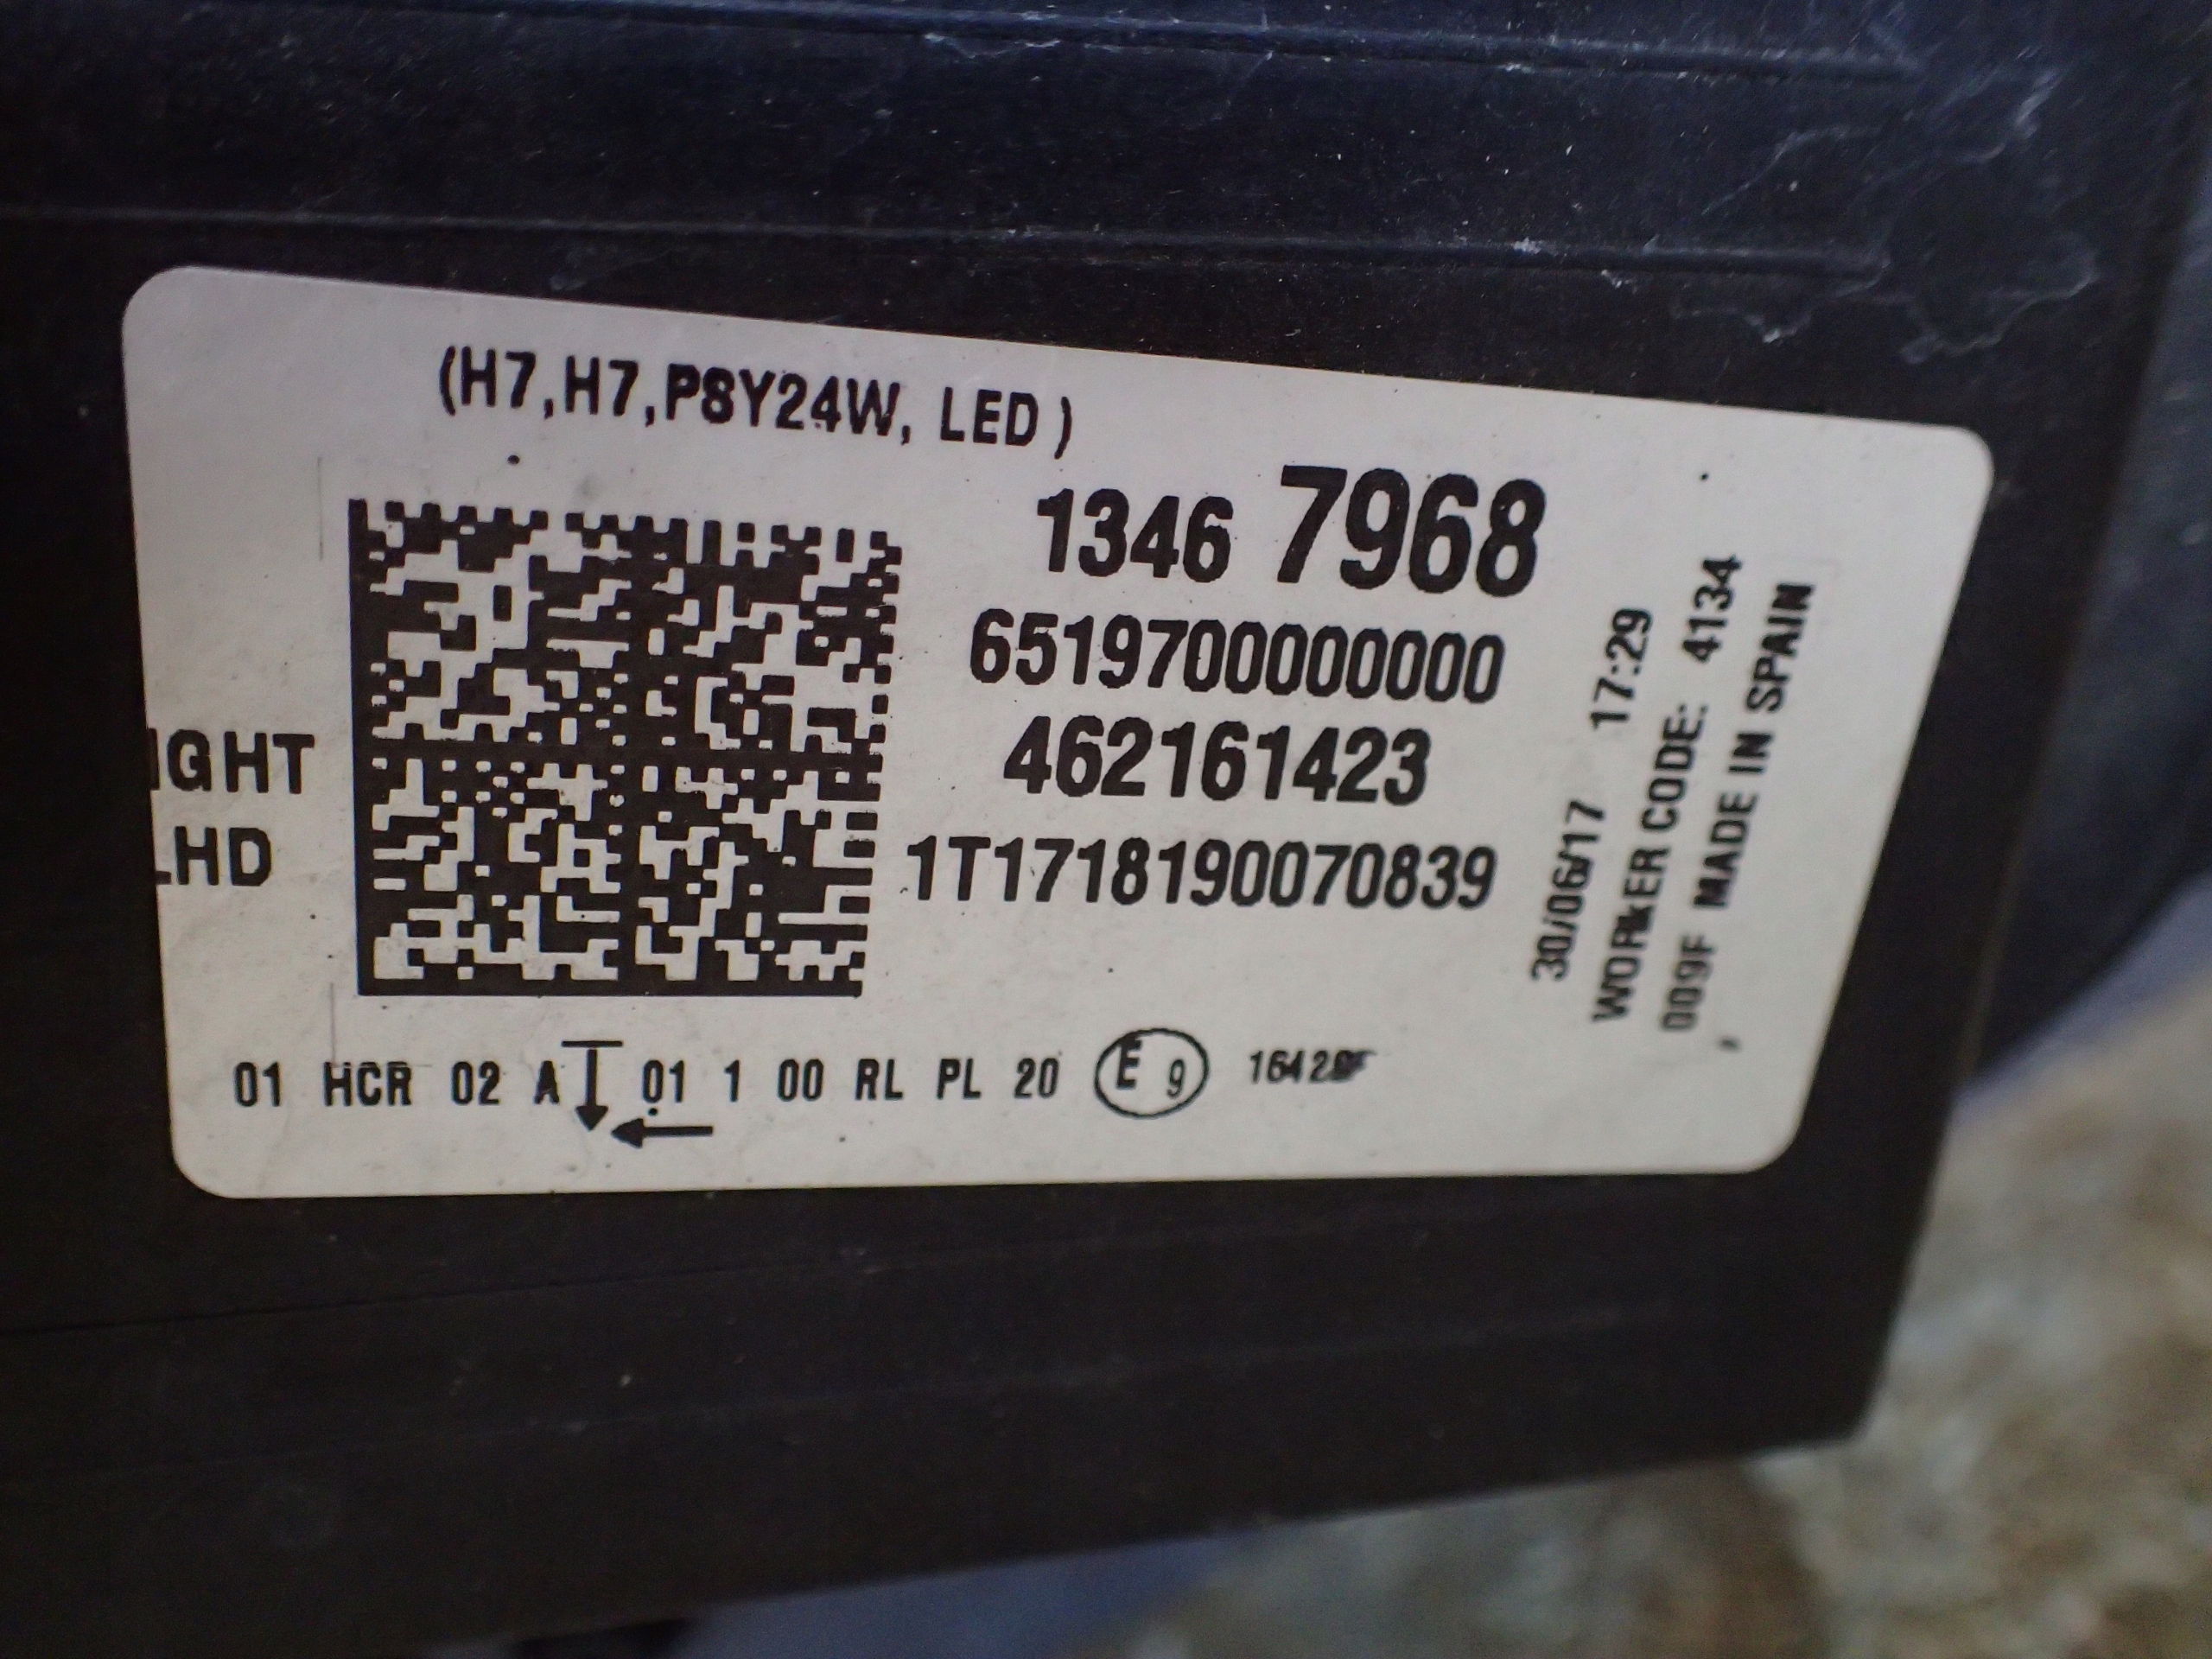 (H7,H7,PSY24W, LED )
1346 7968
6519700000000
462161423
1T1718190070839
IGHT
LHD
30/06/17 17:29
WORKER CODE: 4134
009F MADE IN SPAIN
01 HCR 02 A 01 1 00 RL PL 20 E 9